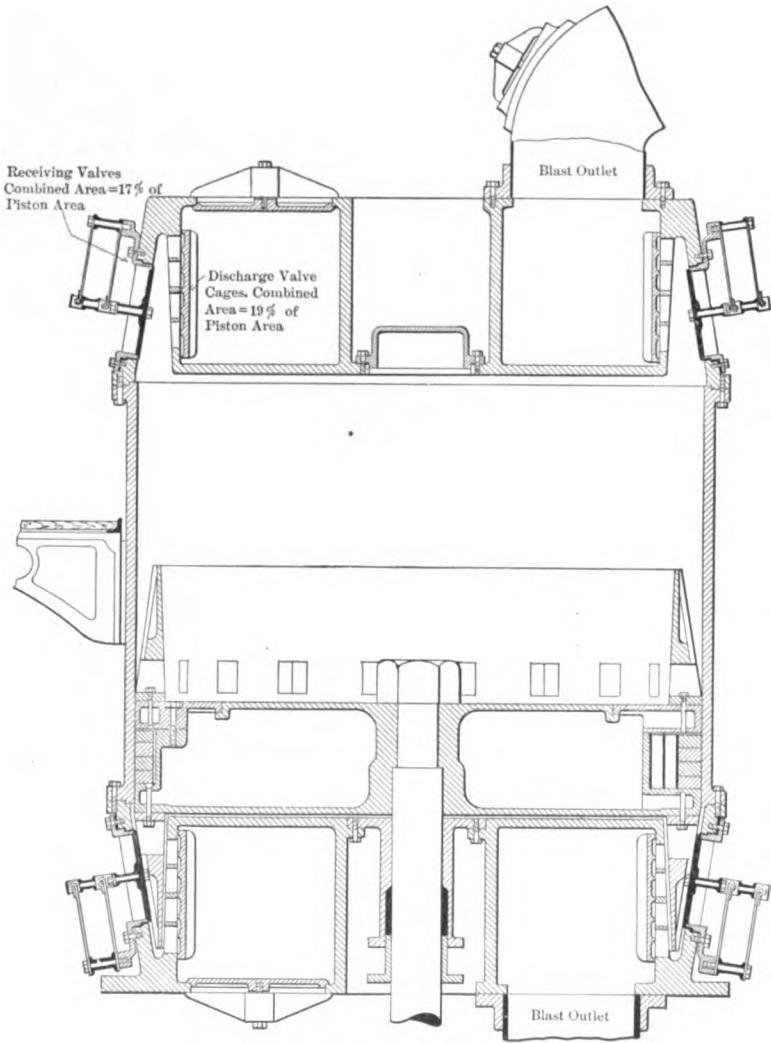 Blast Outlet
Receiving Valves
Combined Area=17% of
Piston Area
Discharge Valve
Cages. Combined
Area=19% of
Piston Area
Blast Outlet